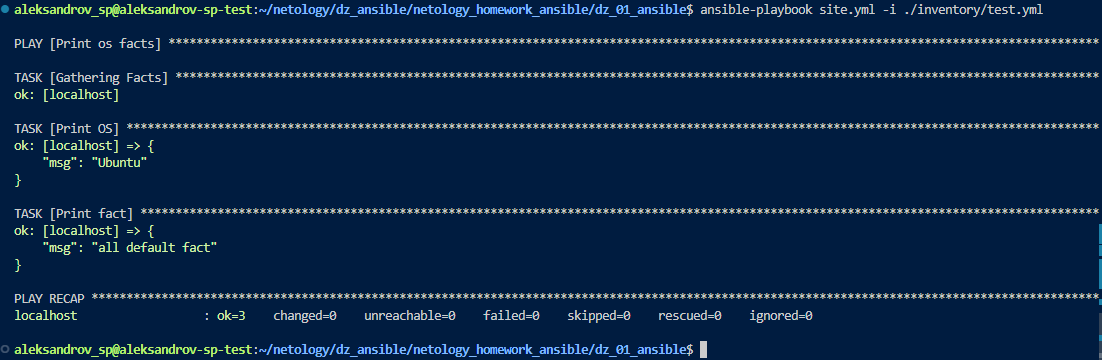 aleksandrov_sp@aleksandrov-sp-test:~/netology/dz_ansible/netology_homework_ansible/dz_01_ansible$ ansible-playbook site.yml -i ./inventory/test.yml
PLAY [Print os facts] ***************************************************************************************************************************************
TASK [Gathering Facts] **************************************************************************************************************************************
ok: [localhost]
TASK [Print OS] *********************************************************************************************************************************************
ok: [localhost] => {
    "msg": "Ubuntu"
}
TASK [Print fact] *******************************************************************************************************************************************
ok: [localhost] => {
    "msg": "all default fact"
}
PLAY RECAP **************************************************************************************************************************************************
localhost                  : ok=3    changed=0    unreachable=0    failed=0    skipped=0    rescued=0    ignored=0
aleksandrov_sp@aleksandrov-sp-test:~/netology/dz_ansible/netology_homework_ansible/dz_01_ansible$